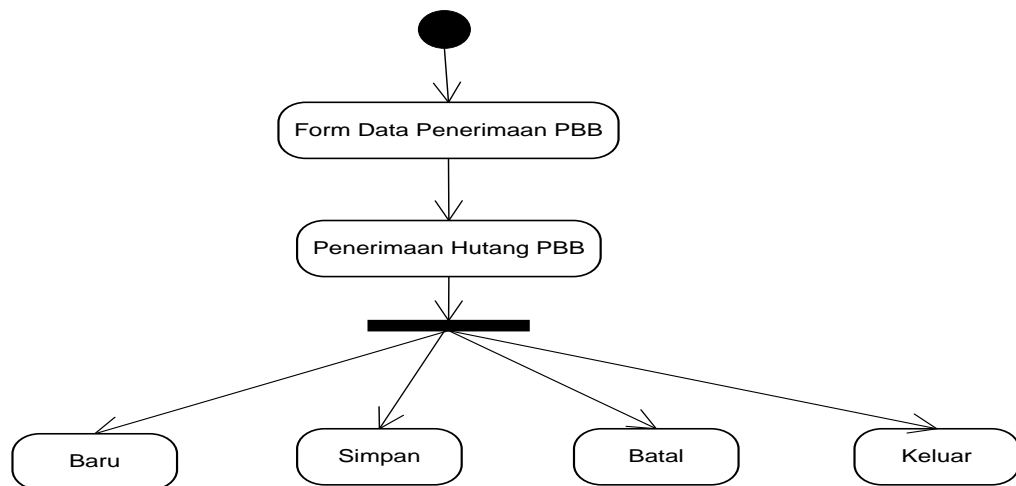 Form Data Penerimaan PBB
Penerimaan Hutang PBB
Baru
Simpan
Batal
Keluar